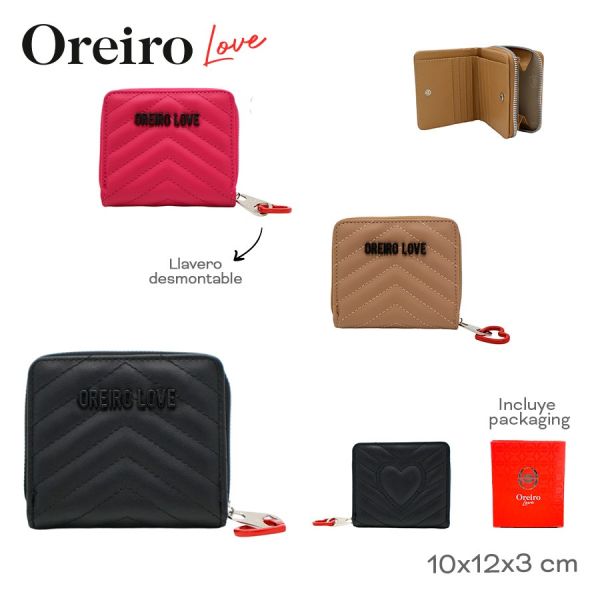 Oreiro Love
OREIRO LOVE
Llavero
desmontable
OREIRO LOVE
OREIRO LOVE
Incluye
packaging
Oreiro
Love
10x12x3 cm